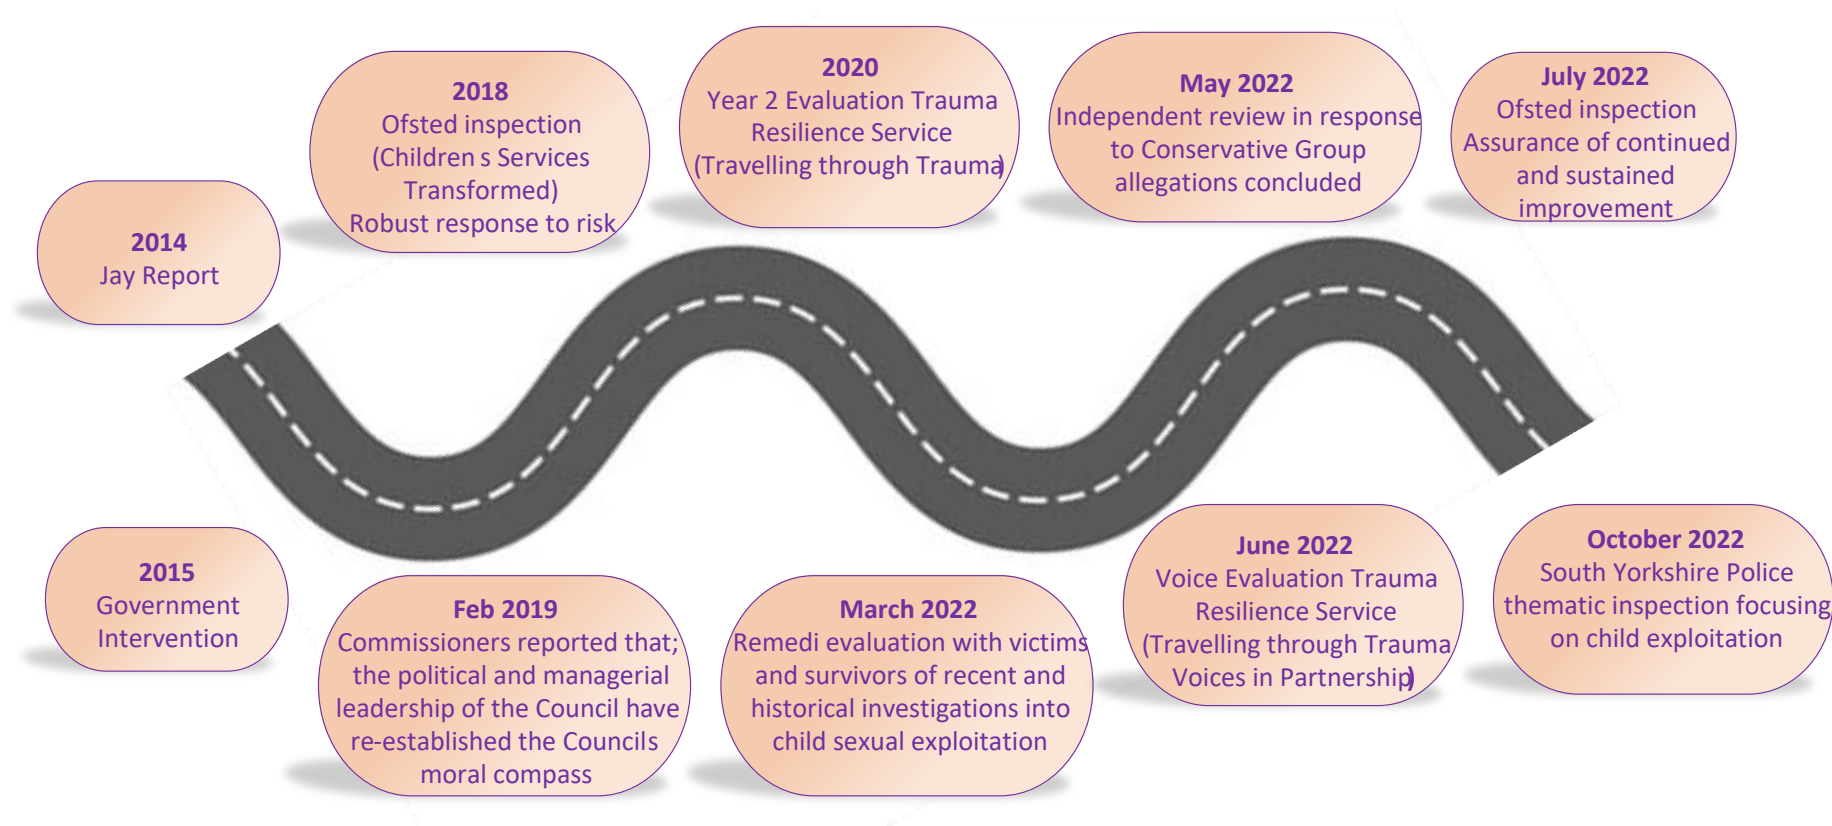 2014
Jay Report
2018
Ofsted inspection
(Children s Services
Transformed)
Robust response to risk
2020
Year 2 Evaluation Trauma
Resilience Service
(Travelling through Trauma)
May 2022
Independent review in response
to Conservative Group
allegations concluded
July 2022
Ofsted inspection
Assurance of continued
and sustained
improvement
2015
Government
Intervention
Feb 2019
Commissioners reported that;
the political and managerial
leadership of the Council have
re-established the Councils
moral compass
March 2022
Remedi evaluation with victims
and survivors of recent and
historical investigations into
child sexual exploitation
June 2022
Voice Evaluation Trauma
Resilience Service
(Travelling through Trauma
Voices in Partnership)
October 2022
South Yorkshire Police
thematic inspection focusing
on child exploitation